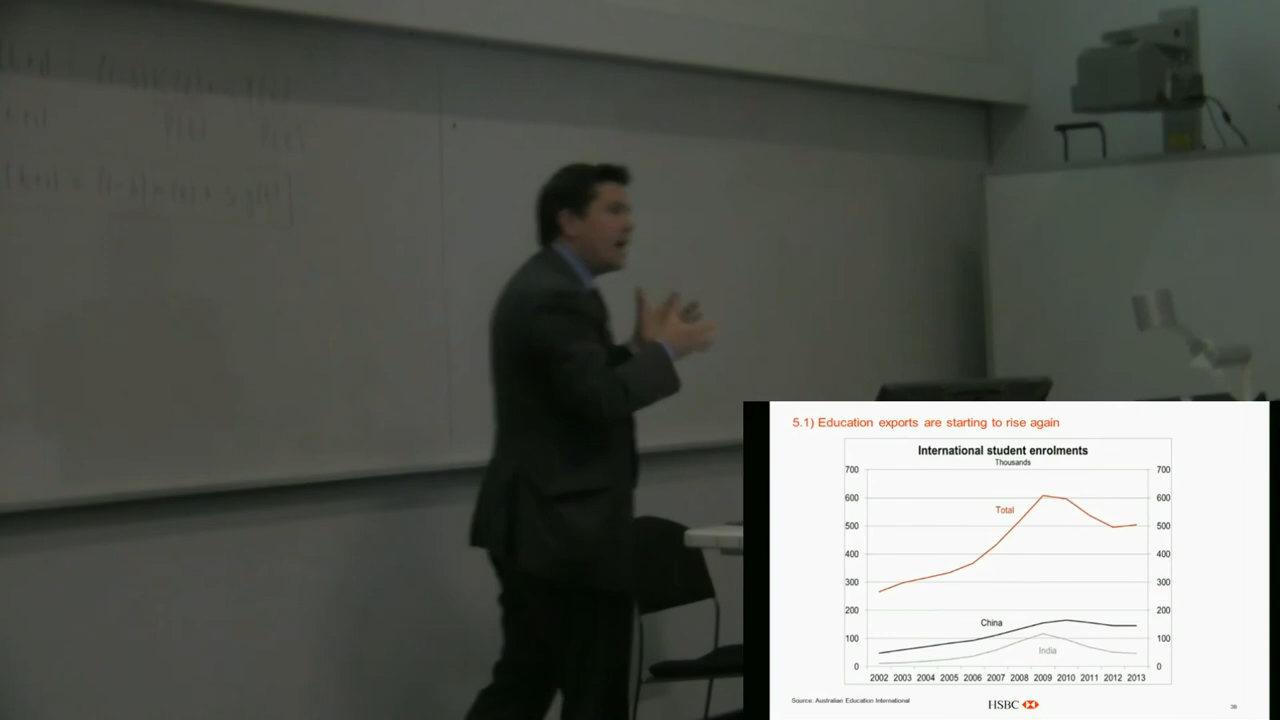 5.1) Education exports are starting to rise again
International student enrolments
Thousands
700 700
600 600
Total
500 500
400 400
300 300
200 200
China
100 100
India
0 0
2002 2003 2004 2005 2006 2007 2008 2009 2010 2011 2012 2013
Source: Australian Education International
HSBC
38